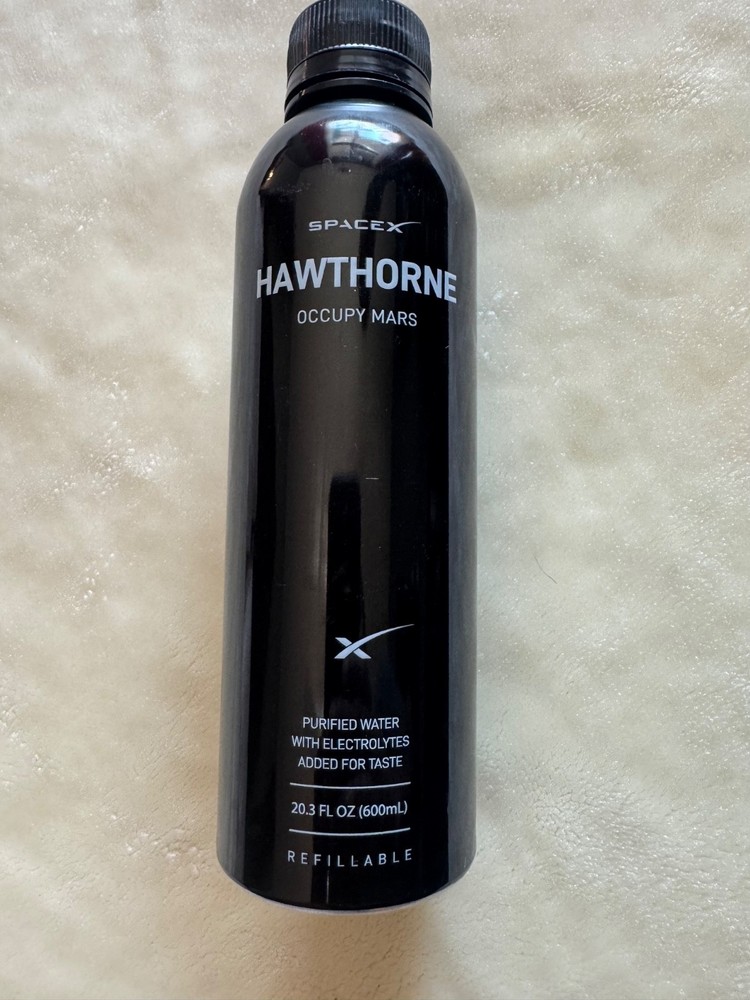 SPACEX
HAWTHORNE
OCCUPY MARS
X
PURIFIED WATER
WITH ELECTROLYTES
ADDED FOR TASTE
20.3 FL OZ (600mL)
REFILLABLE